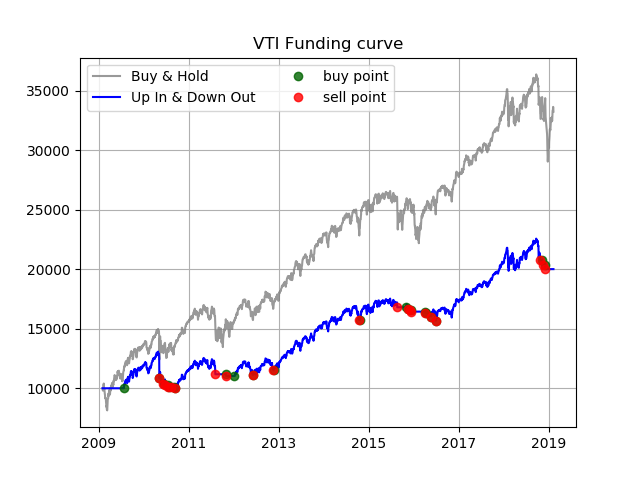 VTI Funding curve
Buy & Hold
Up In & Down Out
buy point
sell point
35000
30000
25000
20000
15000
10000
2009
2010
2011
2013
2015
2017
2019